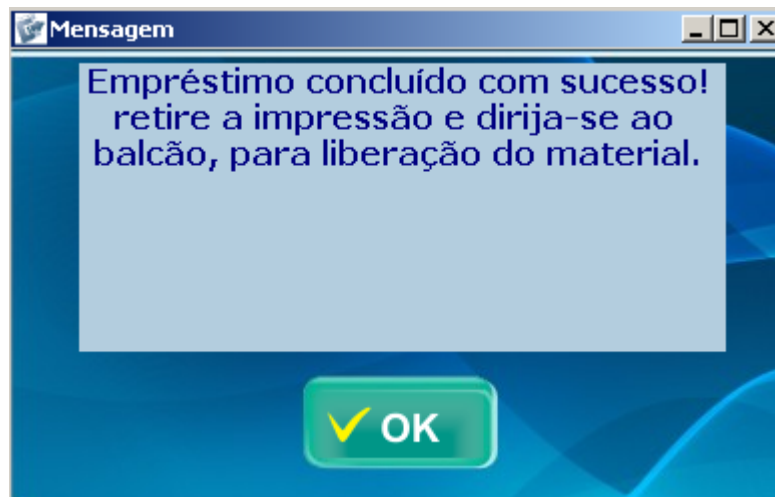 Mensagem
Empréstimo concluído com sucesso!
retire a impressão e dirija-se ao
balcão, para liberação do material.
OK